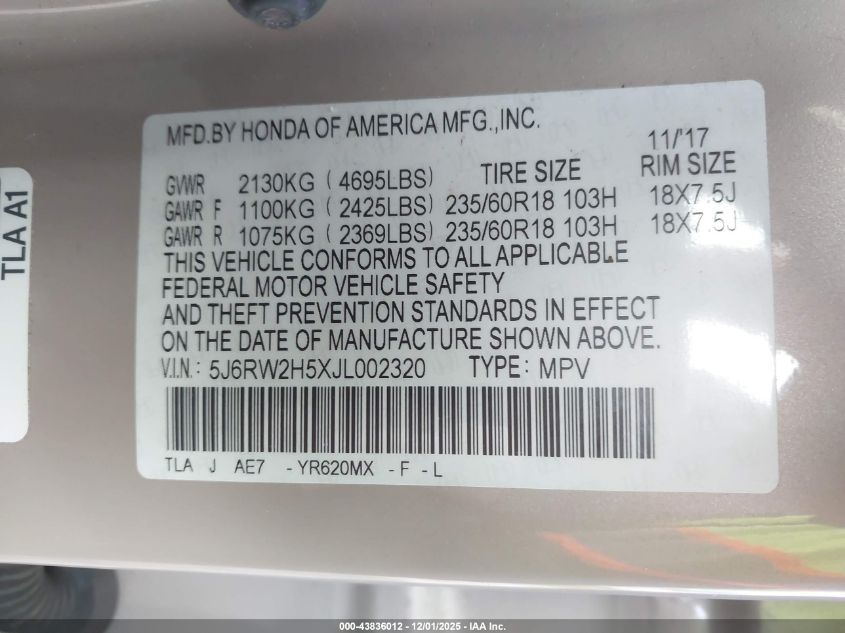 MFD.BY HONDA OF AMERICA MFG.,INC.
11/'17
GVWR 2130KG ( 4695LBS) TIRE SIZE RIM SIZE
GAWR F 1100KG ( 2425LBS) 235/60R18 103H 18X7.5J
GAWR R 1075KG ( 2369LBS) 235/60R18 103H 18X7.5J
THIS VEHICLE CONFORMS TO ALL APPLICABLE
FEDERAL MOTOR VEHICLE SAFETY
AND THEFT PREVENTION STANDARDS IN EFFECT
ON THE DATE OF MANUFACTURE SHOWN ABOVE.
V.I.N.: 5J6RW2H5XJL002320 TYPE: MPV
TLA J AE7 -YR620MX -F -L
TLA A1
000-43836012 - 12/01/2025 - IAA Inc.